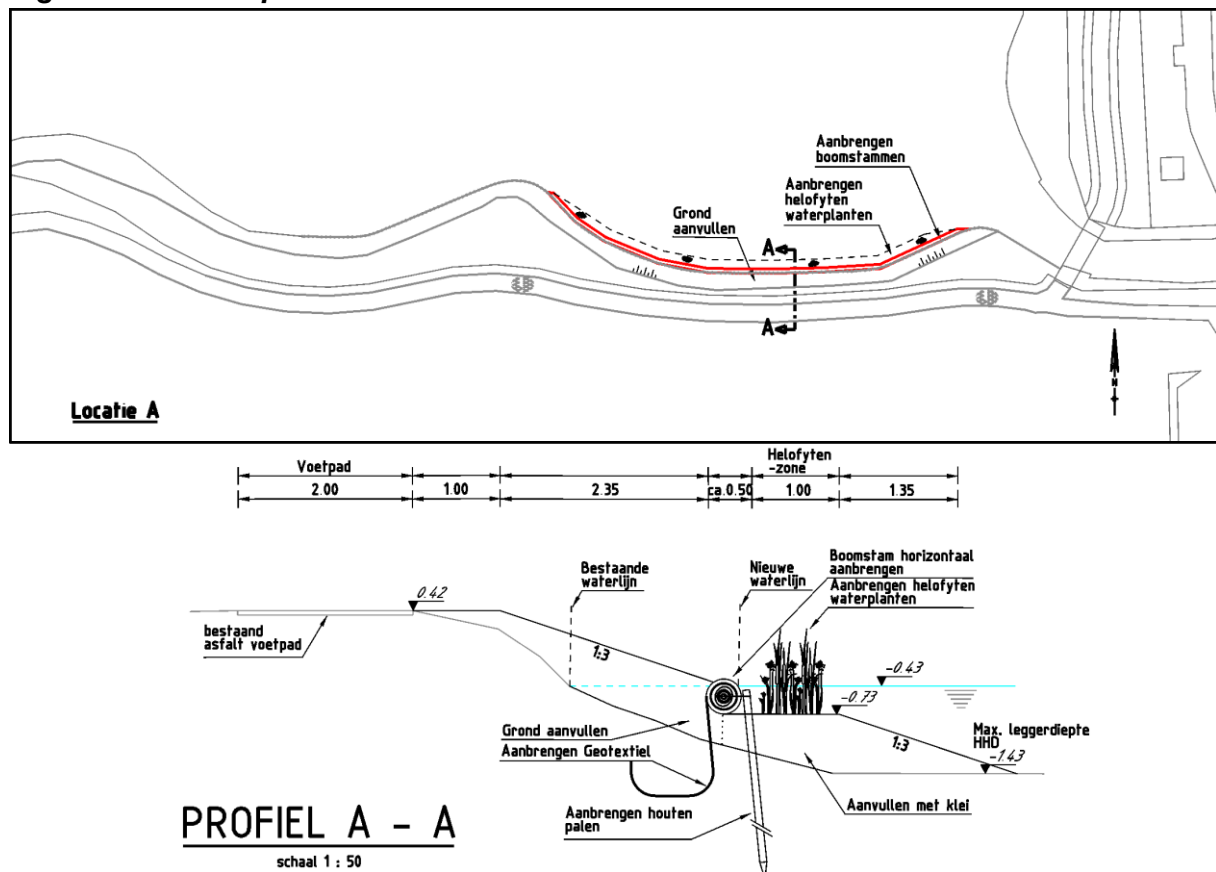 Aanbrengen
boomstammen
Aanbrengen
helofyten
waterplanten
Grond
aanvullen
A
A
N
Locatie A
Voetpad
Helofyten
-zone
2.00
1.00
2.35
ca.0.50
1.00
1.35
Bestaande
waterlijn
Nieuwe
waterlijn
Boomstam horizontaal
aanbrengen
Aanbrengen helofyten
waterplanten
0.42
bestaand
asfalt voetpad
1:3
-0.43
-0.73
Grond aanvullen
Aanbrengen Geotextiel
1:3
Max. leggerdiepte
HHD
-1.43
Aanbrengen houten
palen
Aanvullen met klei
PROFIEL A - A
schaal 1 : 50